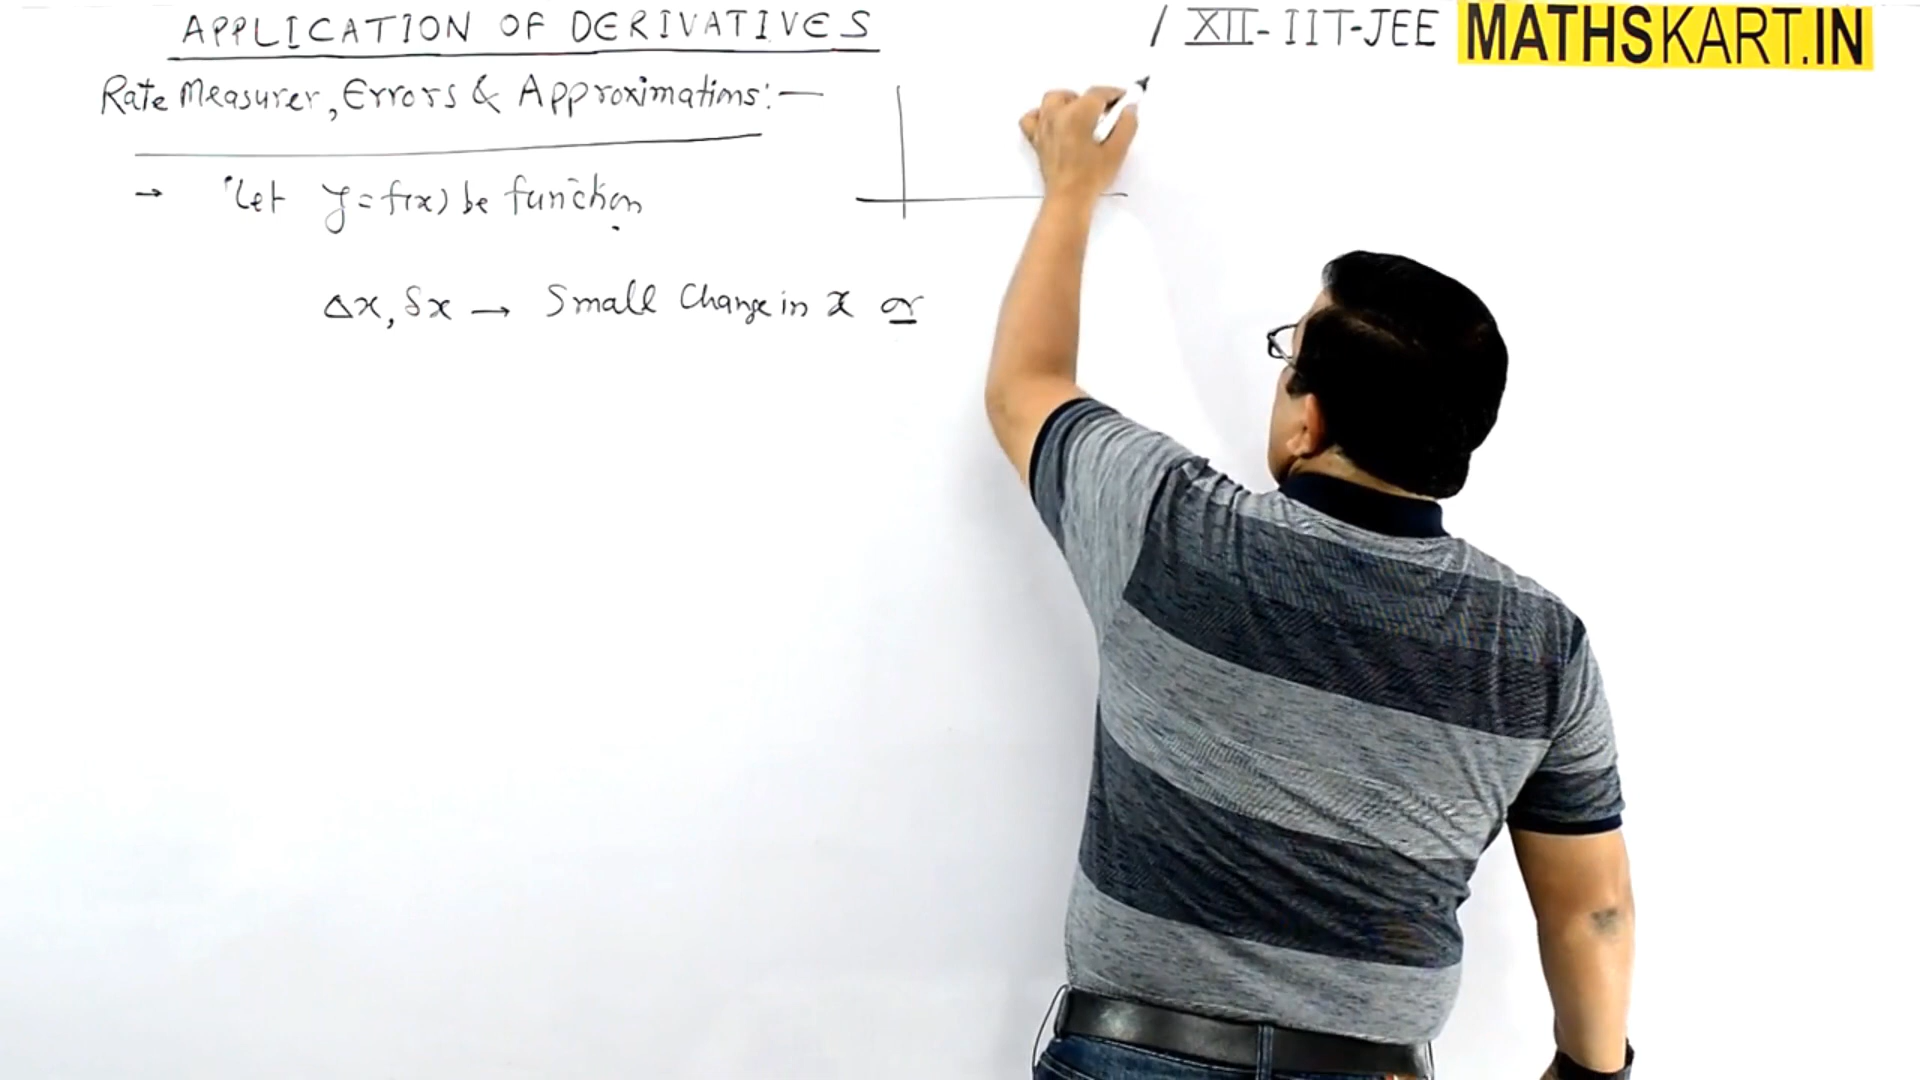 APPLICATION OF DERIVATIVES / XII-IIT-JEE MATHSKART.IN
Rate Measurer, Errors & Approximations:-
→ Let y=f(x) be function
Δx, δx → Small Change in x or